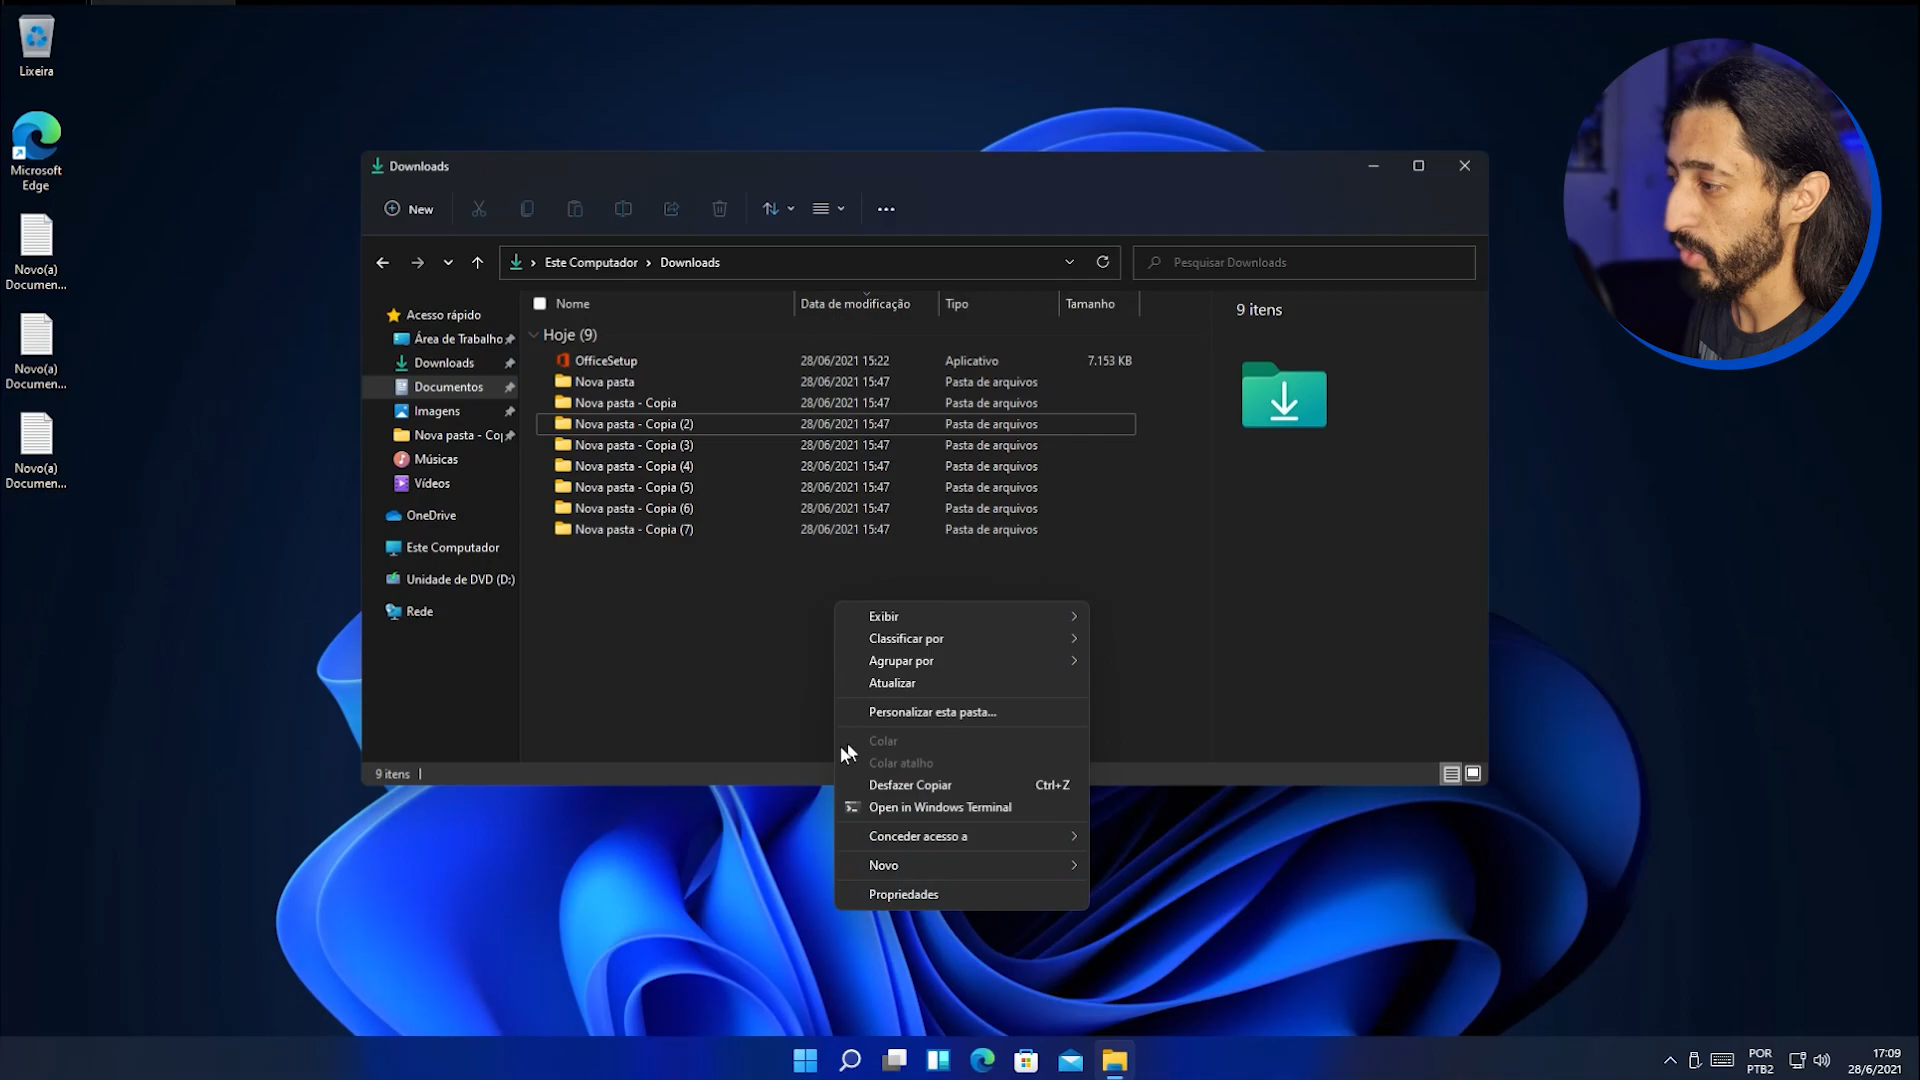 Lixeira
Microsoft
Edge
Novo(a)
Documen...
Novo(a)
Documen...
Novo(a)
Documen...
Downloads
New
Este Computador
Downloads
Pesquisar Downloads
Acesso rápido
Área de Trabalho
Downloads
Documentos
Imagens
Nova pasta - Co
Músicas
Vídeos
OneDrive
Este Computador
Unidade de DVD (D:)
Rede
Nome Data de modificação Tipo Tamanho
Hoje (9)
OfficeSetup 28/06/2021 15:22 Aplicativo 7.153 KB
Nova pasta 28/06/2021 15:47 Pasta de arquivos
Nova pasta - Copia 28/06/2021 15:47 Pasta de arquivos
Nova pasta - Copia (2) 28/06/2021 15:47 Pasta de arquivos
Nova pasta - Copia (3) 28/06/2021 15:47 Pasta de arquivos
Nova pasta - Copia (4) 28/06/2021 15:47 Pasta de arquivos
Nova pasta - Copia (5) 28/06/2021 15:47 Pasta de arquivos
Nova pasta - Copia (6) 28/06/2021 15:47 Pasta de arquivos
Nova pasta - Copia (7) 28/06/2021 15:47 Pasta de arquivos
9 itens
Exibir
Classificar por
Agrupar por
Atualizar
Personalizar esta pasta...
Colar
Colar atalho
Desfazer Copiar Ctrl+Z
Open in Windows Terminal
Conceder acesso a
Novo
Propriedades
9 itens
POR
PTB2
17:09
28/6/2021